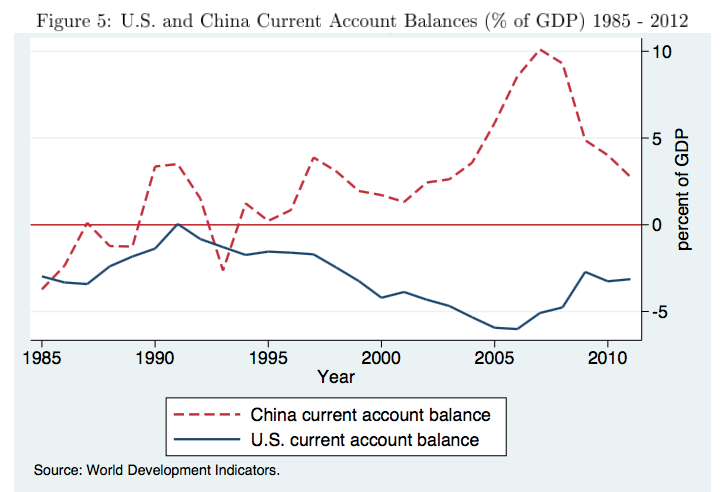 Figure 5: U.S. and China Current Account Balances (% of GDP) 1985 - 2012
10
5
0
-5
percent of GDP
1985 1990 1995 2000 2005 2010
Year
China current account balance
U.S. current account balance
Source: World Development Indicators.